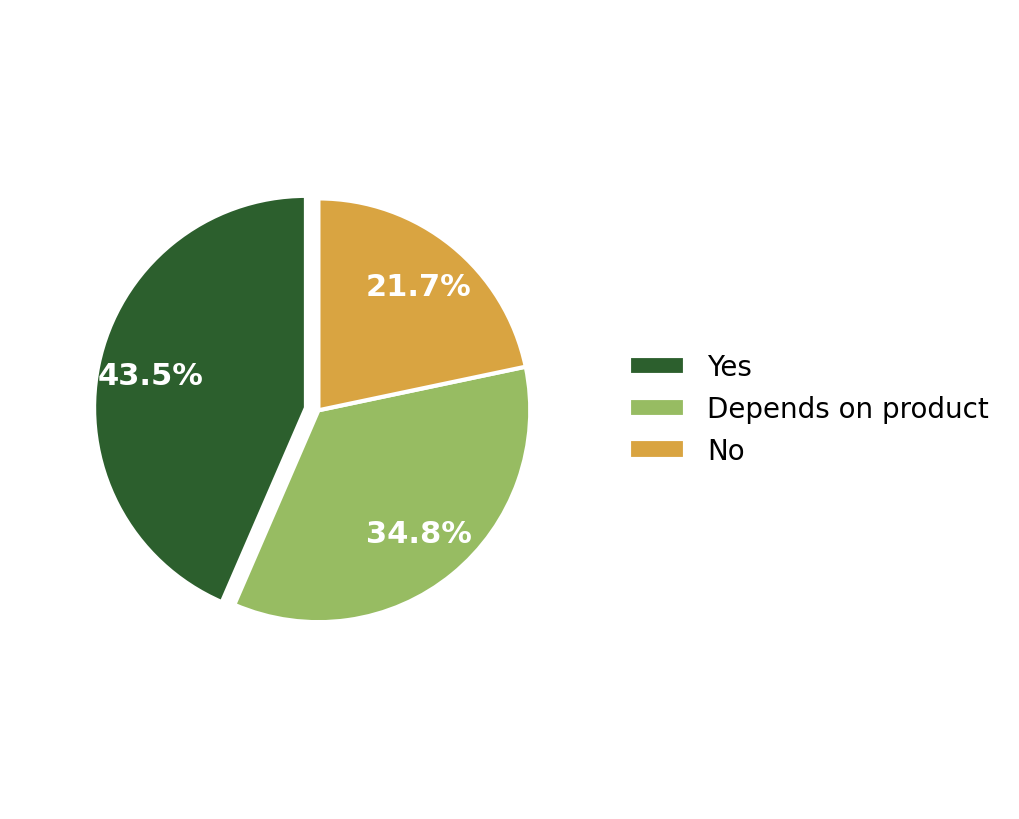 21.7%
43.5%
34.8%
Yes
Depends on product
No